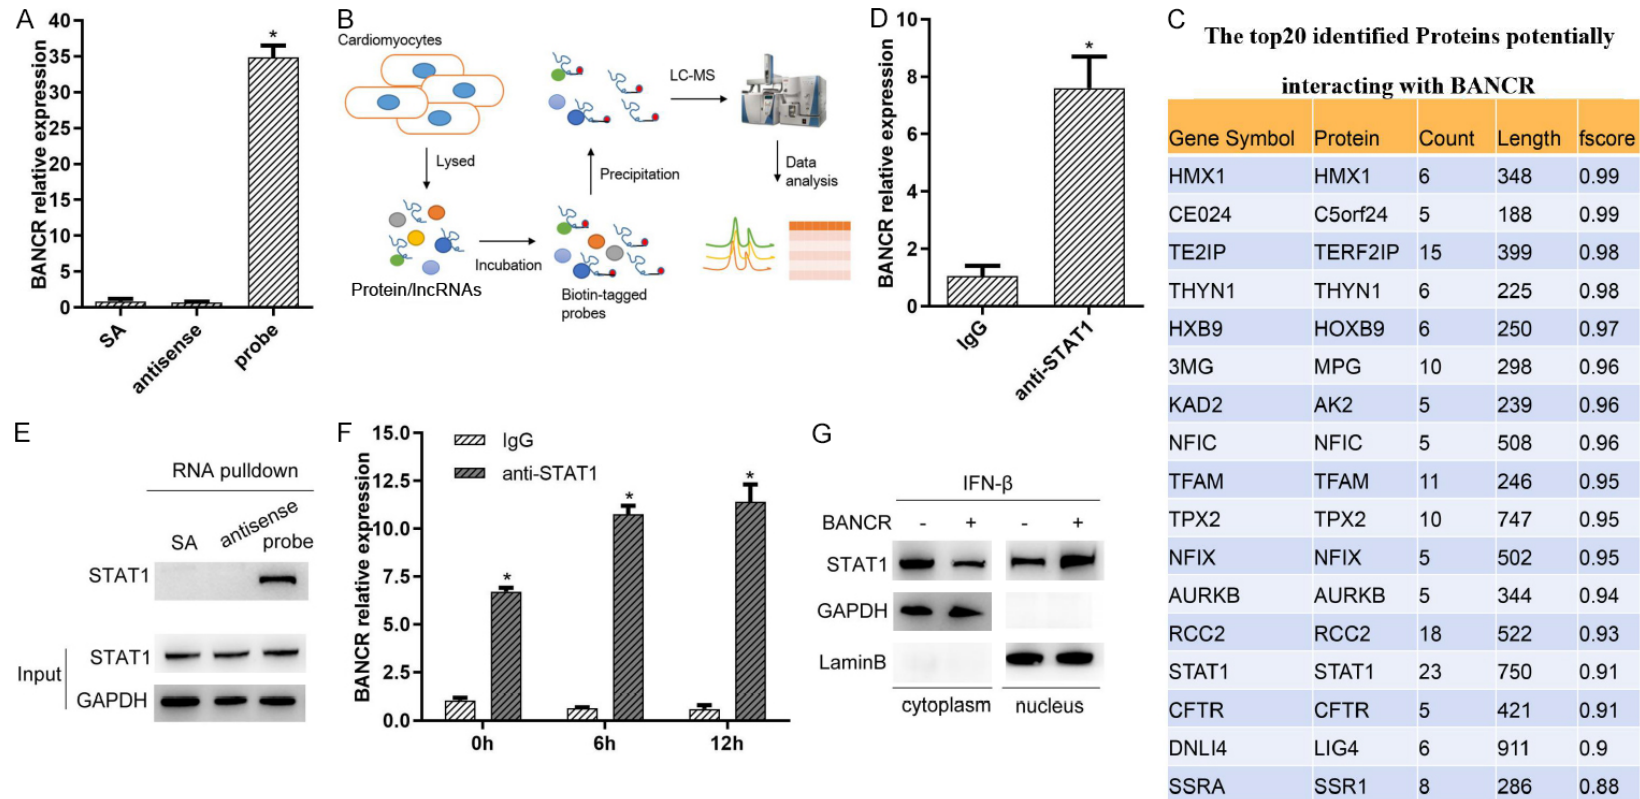 A
BANCR relative expression
40
35
30
25
20
15
10
5
0
*
SA
antisense
probe
B
Cardiomyocytes
Lysed
Protein/lncRNAs
Incubation
Biotin-tagged
probes
Precipitation
LC-MS
Data
analysis
D
BANCR relative expression
10
8
6
4
2
0
*
IgG
anti-STAT1
C
The top20 identified Proteins potentially
interacting with BANCR
Gene Symbol Protein Count Length fscore
HMX1 HMX1 6 348 0.99
CE024 C5orf24 5 188 0.99
TE2IP TERF2IP 15 399 0.98
THYN1 THYN1 6 225 0.98
HXB9 HOXB9 6 250 0.97
3MG MPG 10 298 0.96
KAD2 AK2 5 239 0.96
NFIC NFIC 5 508 0.96
TFAM TFAM 11 246 0.95
TPX2 TPX2 10 747 0.95
NFIX NFIX 5 502 0.95
AURKB AURKB 5 344 0.94
RCC2 RCC2 18 522 0.93
STAT1 STAT1 23 750 0.91
CFTR CFTR 5 421 0.91
DNLI4 LIG4 6 911 0.9
SSRA SSR1 8 286 0.88
E
RNA pulldown
SA antisense probe
STAT1
Input
STAT1
GAPDH
F
BANCR relative expression
15.0
12.5
10.0
7.5
5.0
2.5
0.0
IgG
anti-STAT1
* * *
0h 6h 12h
G
IFN-β
BANCR - + - +
STAT1
GAPDH
LaminB
cytoplasm nucleus